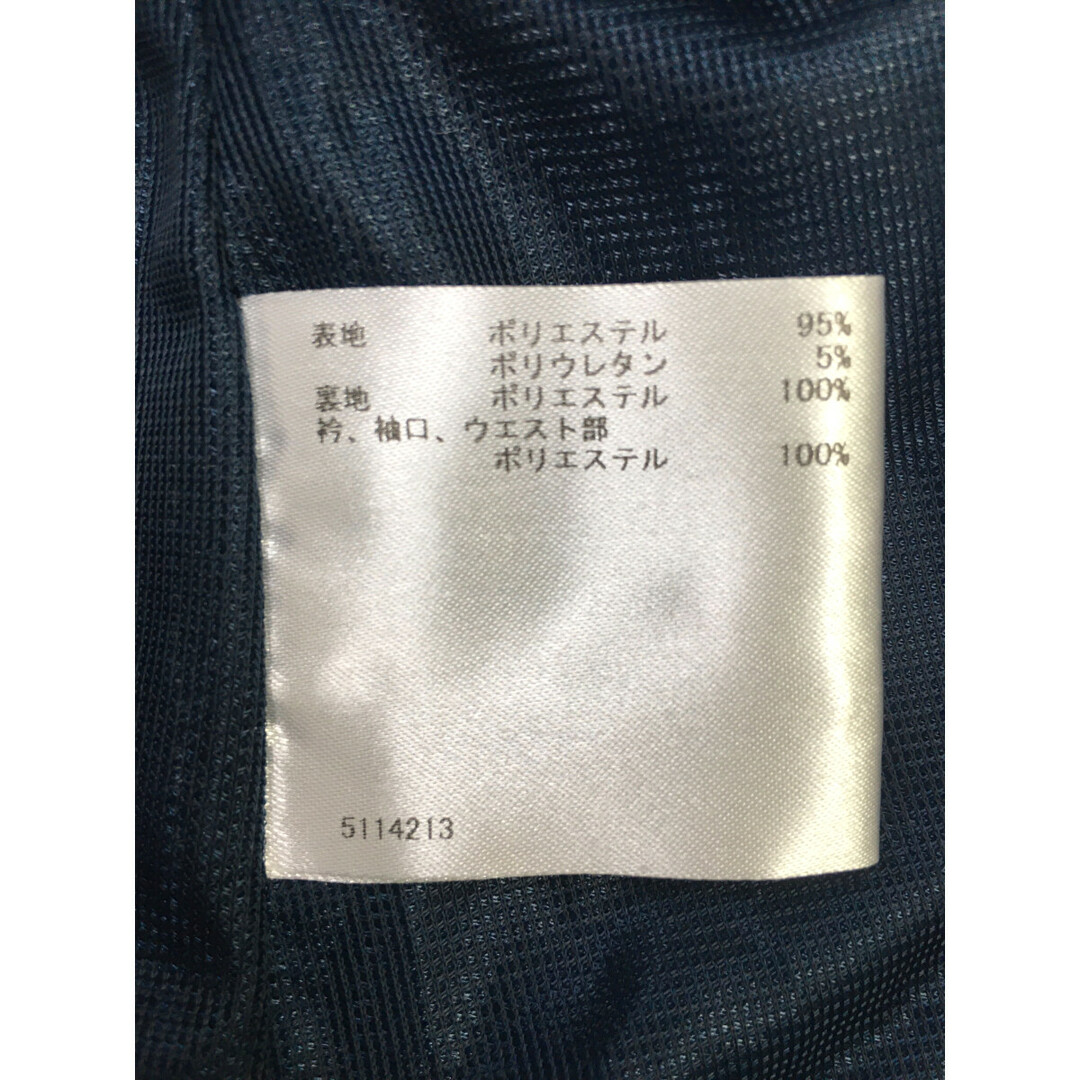 表地 ポリエステル 95%
ポリウレタン 5%
裏地 ポリエステル 100%
衿、袖口、ウエスト部
ポリエステル 100%
5114213